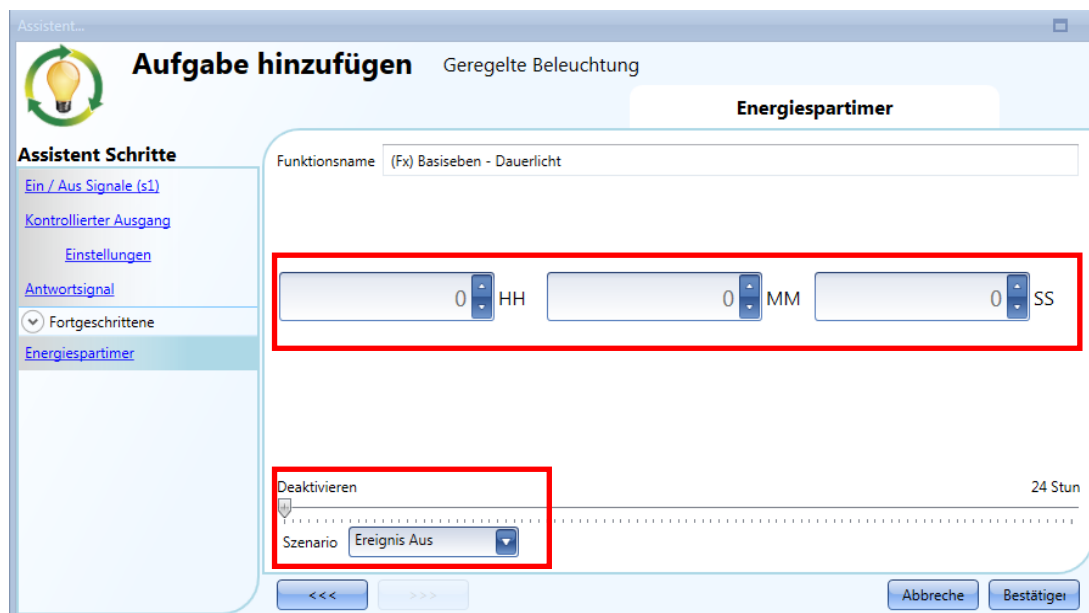 Assistent...
Aufgabe hinzufügen Geregelte Beleuchtung
Energiespartimer
Assistent Schritte
Ein / Aus Signale (s1)
Kontrollierter Ausgang
Einstellungen
Antwortsignal
Fortgeschrittene
Energiespartimer
Funktionsname (Fx) Basiseben - Dauerlicht
0 HH 0 MM 0 SS
Deaktivieren 24 Stun
Szenario Ereignis Aus
<<< >>> Abbreche Bestätiger